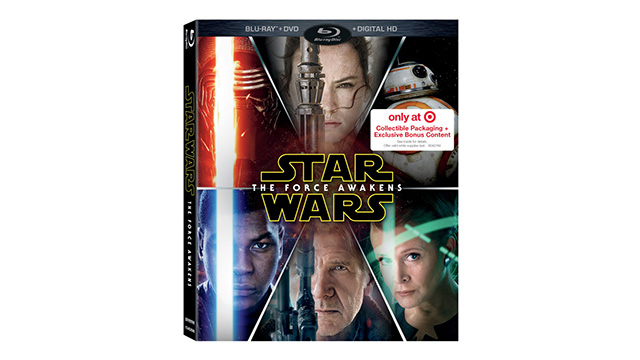 BLU-RAY + DVD
Blu-ray Disc
+ DIGITAL HD
only at
Collectible Packaging +
Exclusive Bonus Content
STAR
THE FORCE AWAKENS
WARS
STAR WARS
THE FORCE AWAKENS